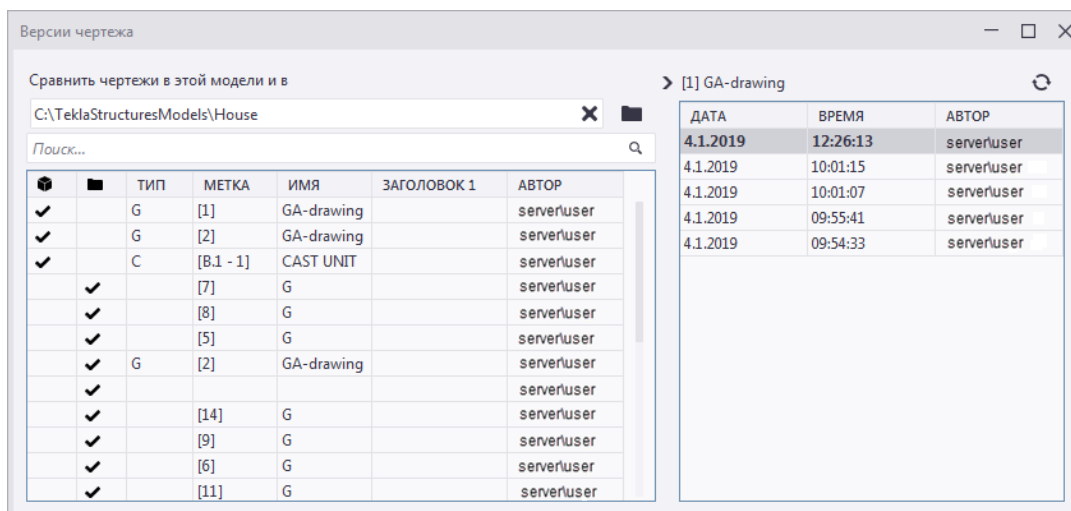 Версии чертежа
Сравнить чертежи в этой модели и в
C:\TeklaStructuresModels\House
Поиск...
ТИП МЕТКА ИМЯ ЗАГОЛОВОК 1 АВТОР
G [1] GA-drawing server\user
G [2] GA-drawing server\user
C [B.1 - 1] CAST UNIT server\user
[7] G server\user
[8] G server\user
[5] G server\user
G [2] GA-drawing server\user
server\user
[14] G server\user
[9] G server\user
[6] G server\user
[11] G server\user
[1] GA-drawing
ДАТА ВРЕМЯ АВТОР
4.1.2019 12:26:13 server\user
4.1.2019 10:01:15 server\user
4.1.2019 10:01:07 server\user
4.1.2019 09:55:41 server\user
4.1.2019 09:54:33 server\user